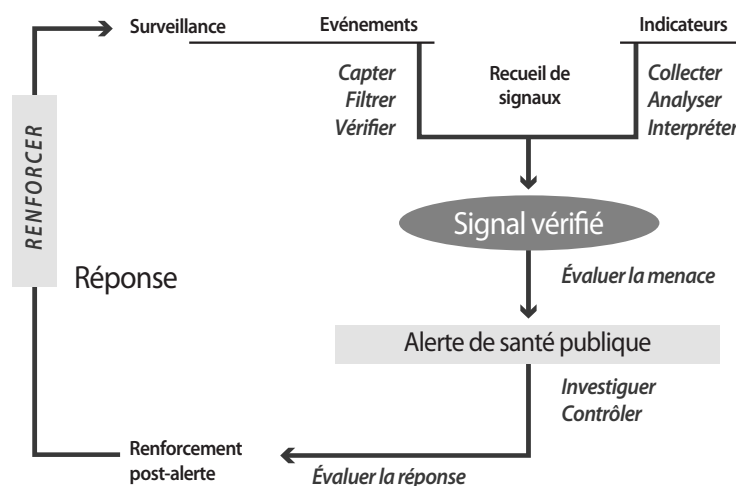 Surveillance
Evénements
Indicateurs
Capter
Filtrer
Vérifier
Recueil de
signaux
Collecter
Analyser
Interpréter
RENFORCER
Signal vérifié
Réponse
Évaluer la menace
Alerte de santé publique
Investiguer
Contrôler
Renforcement
post-alerte
Évaluer la réponse